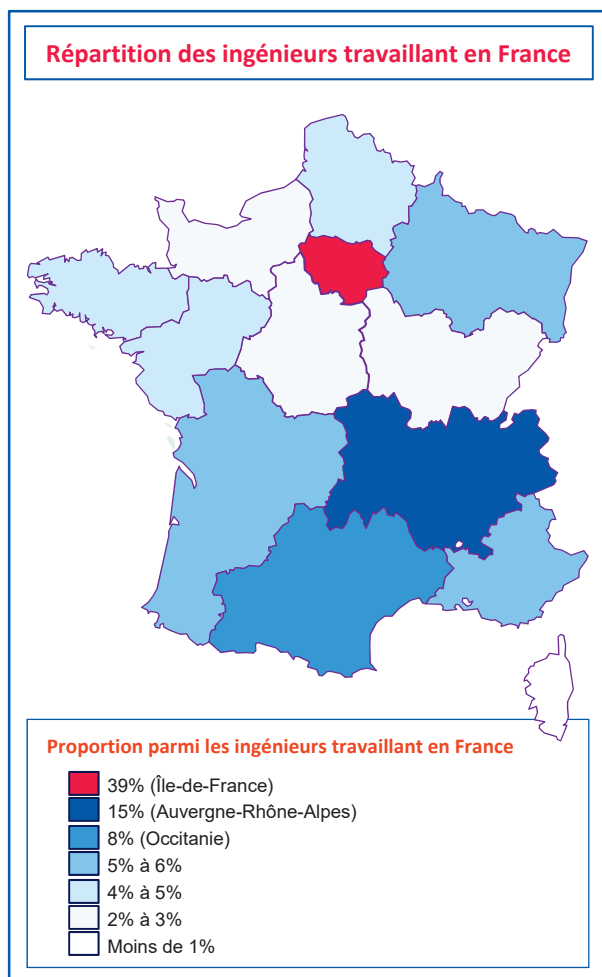 Répartition des ingénieurs travaillant en France
Proportion parmi les ingénieurs travaillant en France
39% (Île-de-France)
15% (Auvergne-Rhône-Alpes)
8% (Occitanie)
5% à 6%
4% à 5%
2% à 3%
Moins de 1%